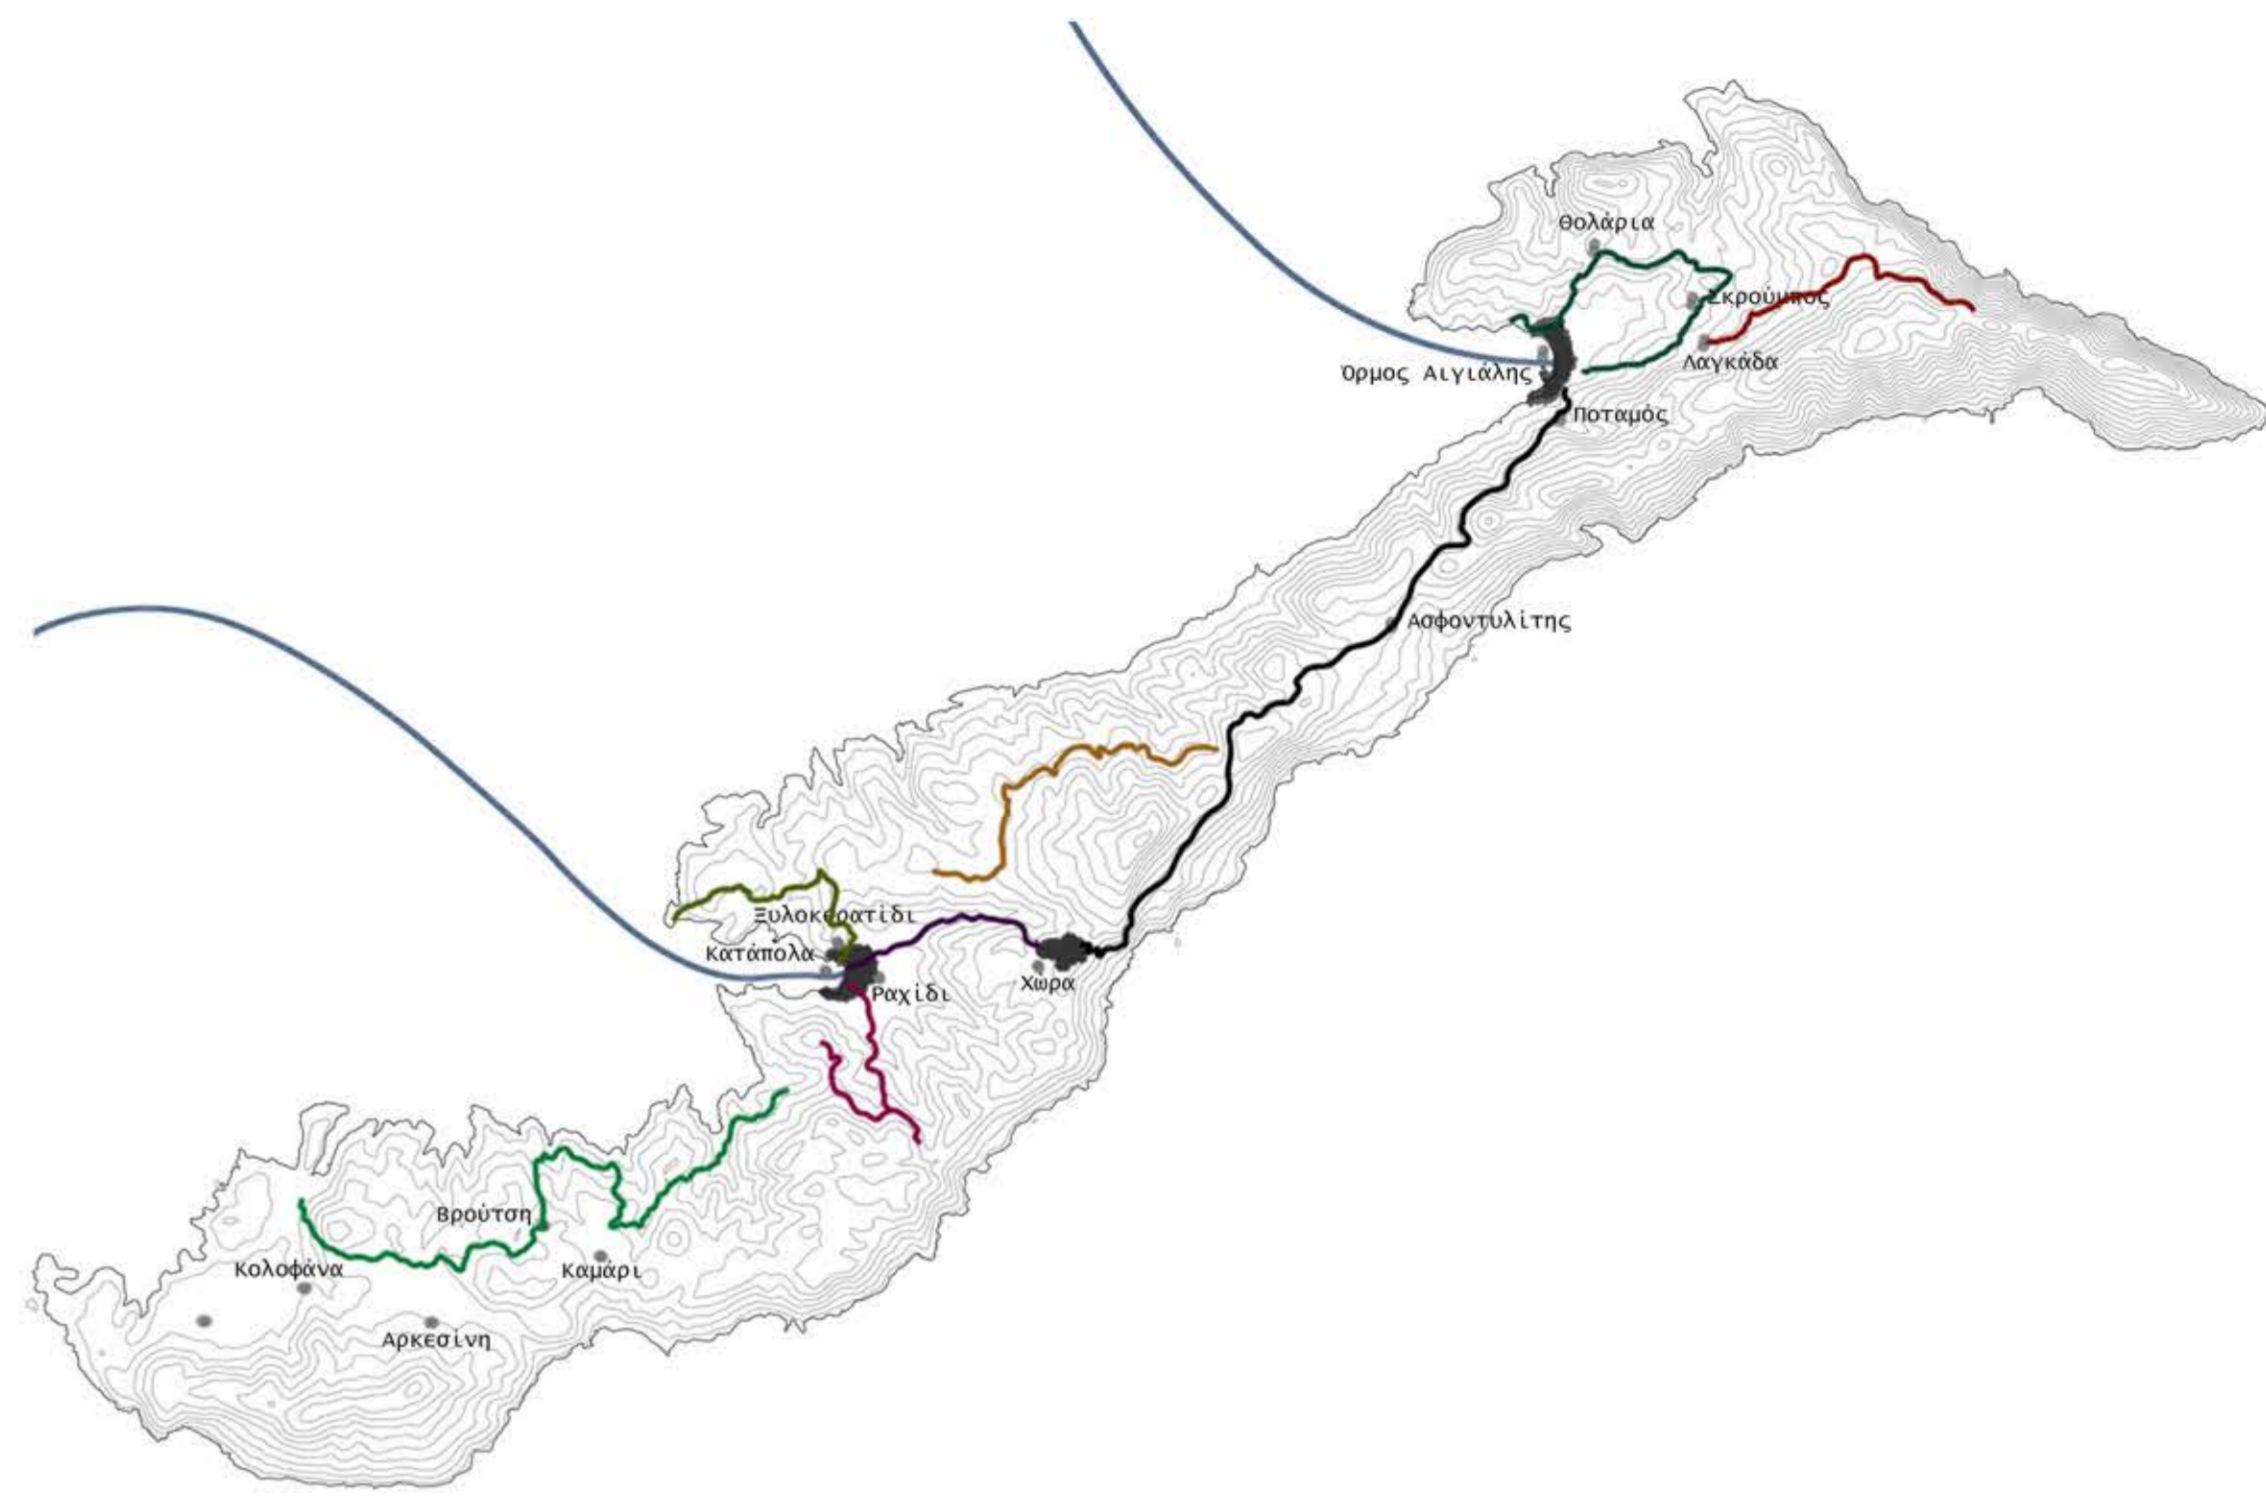 Θολάρια
Σκρούμπος
Λαγκάδα
Όρμος Αιγιάλης
Ποταμός
Ασφοντυλίτης
Ξυλοκερατίδι
Κατάπολα
Χωρα
Ραχίδι
Βρούτση
Κολοφάνα
Καμάρι
Αρκεσίνη